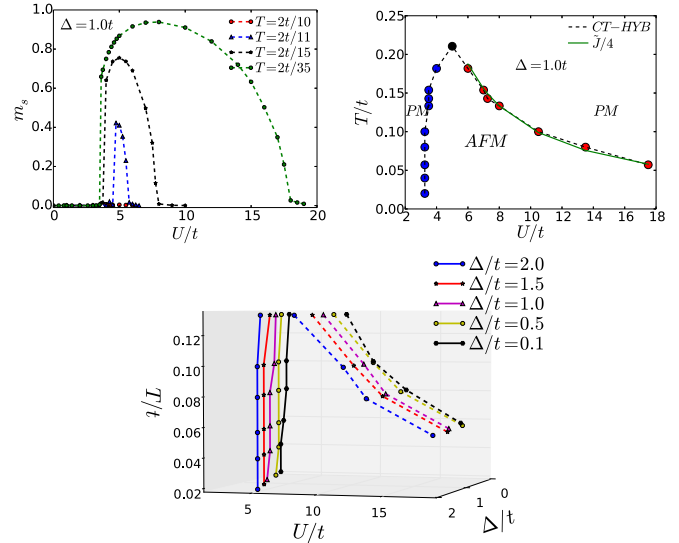 Δ=1.0t
T=2t/10
T=2t/11
T=2t/15
T=2t/35
m_s
1.0
0.8
0.6
0.4
0.2
0.0
0 5 10 15 20
U/t
CT−HYB
J̃/4
Δ=1.0t
PM
AFM
PM
T/t
0.25
0.20
0.15
0.10
0.05
0.00
2 4 6 8 10 12 14 16 18
U/t
Δ/t=2.0
Δ/t=1.5
Δ/t=1.0
Δ/t=0.5
Δ/t=0.1
T/t
0.12
0.10
0.08
0.06
0.04
0.02
5 10 15
U/t
2 1 0
Δ|t